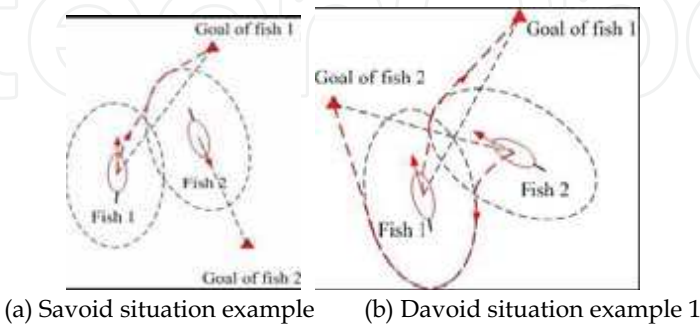 Goal of fish 1
Fish 2
Fish 1
Goal of fish 2
Goal of fish 1
Goal of fish 2
Fish 2
Fish 1
(a) Savoid situation example
(b) Davoid situation example 1